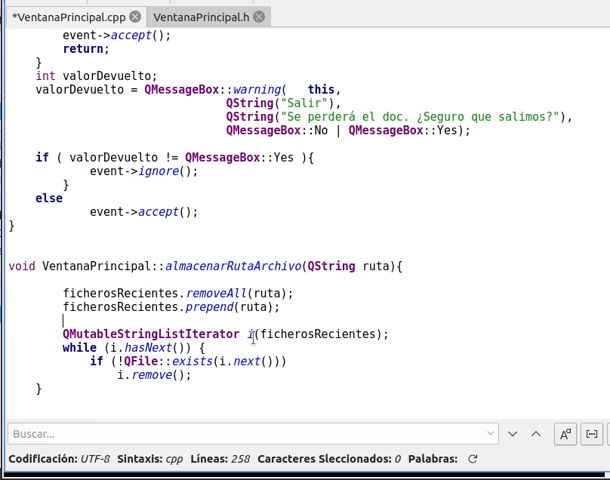 *VentanaPrincipal.cpp VentanaPrincipal.h
event->accept();
return;
}
int valorDevuelto;
valorDevuelto = QMessageBox::warning( this,
QString("Salir"),
QString("Se perderá el doc. ¿Seguro que salimos?"),
QMessageBox::No | QMessageBox::Yes);
if ( valorDevuelto != QMessageBox::Yes ){
event->ignore();
}
else
event->accept();
}
void VentanaPrincipal::almacenarRutaArchivo(QString ruta){
ficherosRecientes.removeAll(ruta);
ficherosRecientes.prepend(ruta);
QMutableStringListIterator i(ficherosRecientes);
while (i.hasNext()) {
if (!QFile::exists(i.next()))
i.remove();
}
Buscar...
Codificación: UTF-8 Sintaxis: cpp Líneas: 258 Caracteres Sleccionados: 0 Palabras: